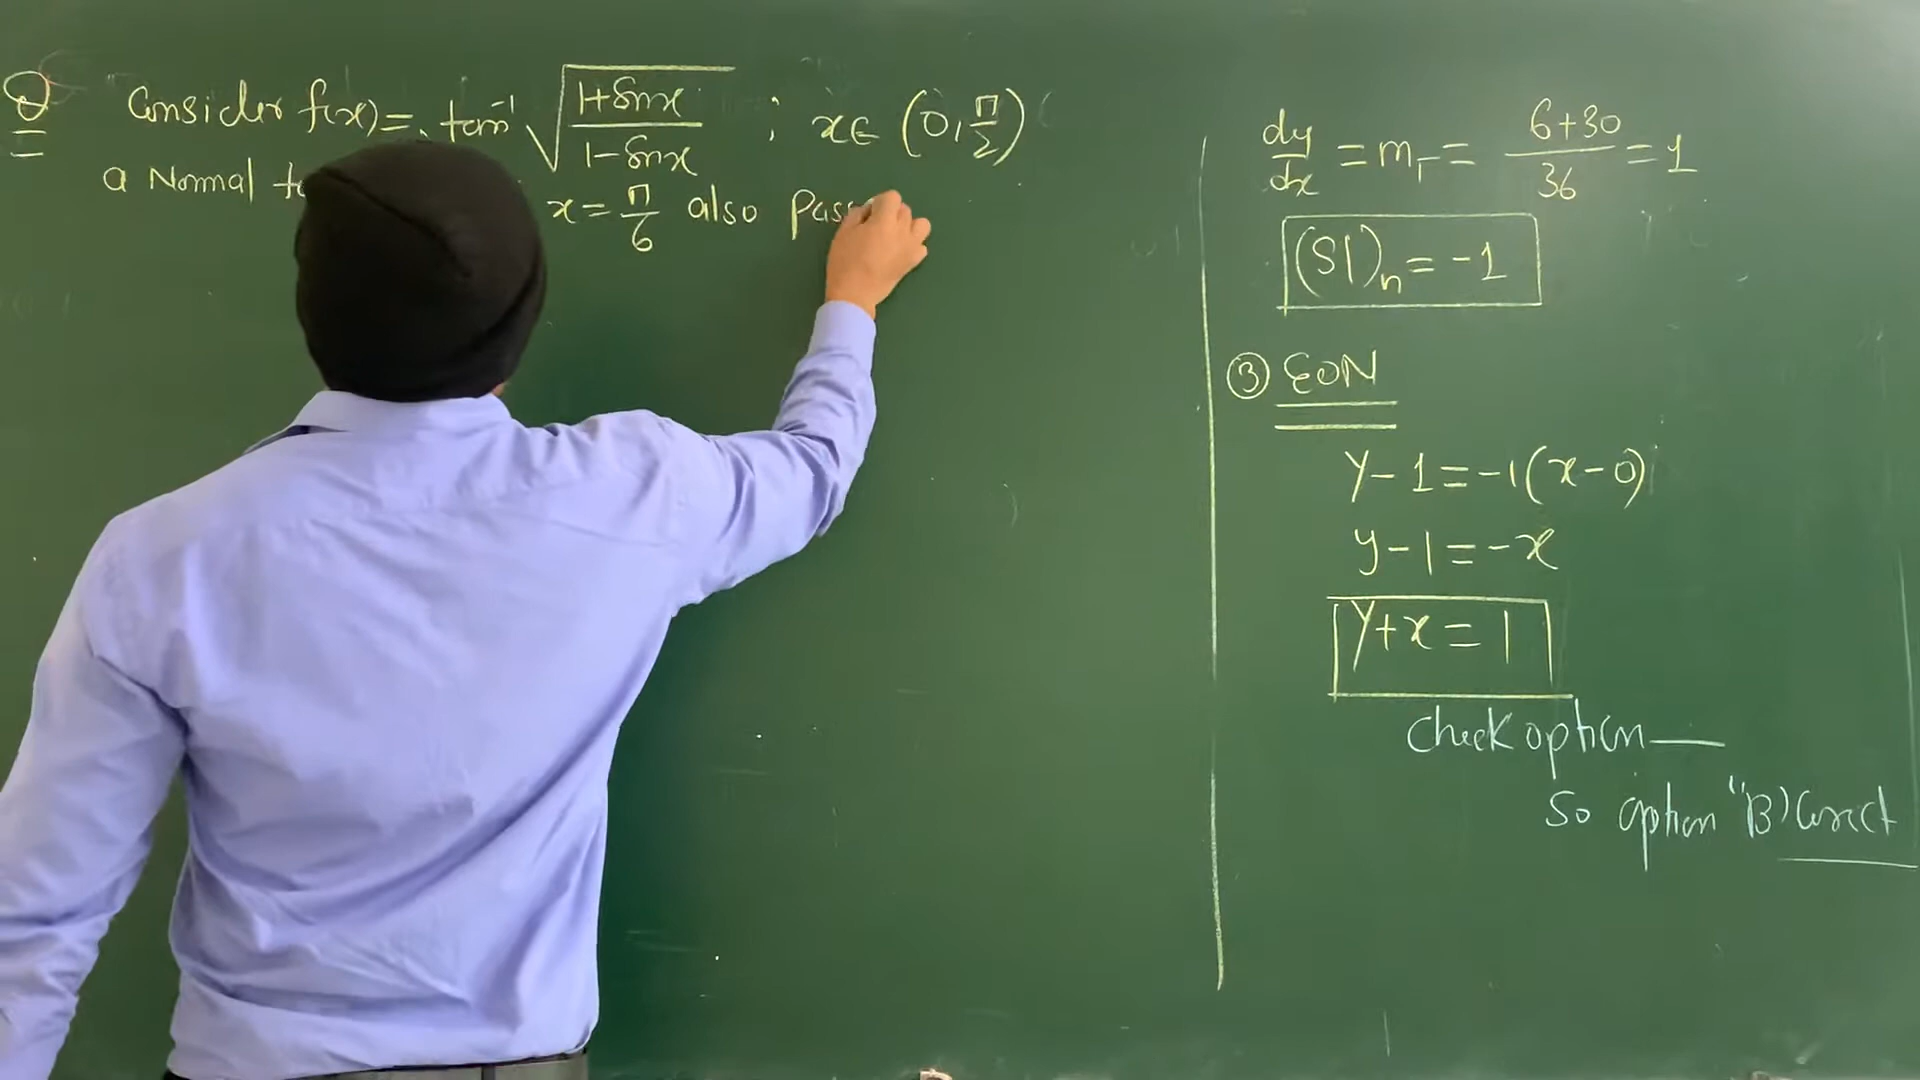 Q Consider f(x) = tan⁻¹ √((1+Sinx)/(1-Sinx)) ; x∈ (0, π/2)
a Normal x = π/6 also
dy/dx = m_T = (6+30)/36 = 1
(Sl)ₙ = -1
③ EON
y-1 = -1(x-0)
y-1 = -x
y+x = 1
Check option —
So option "B) Correct